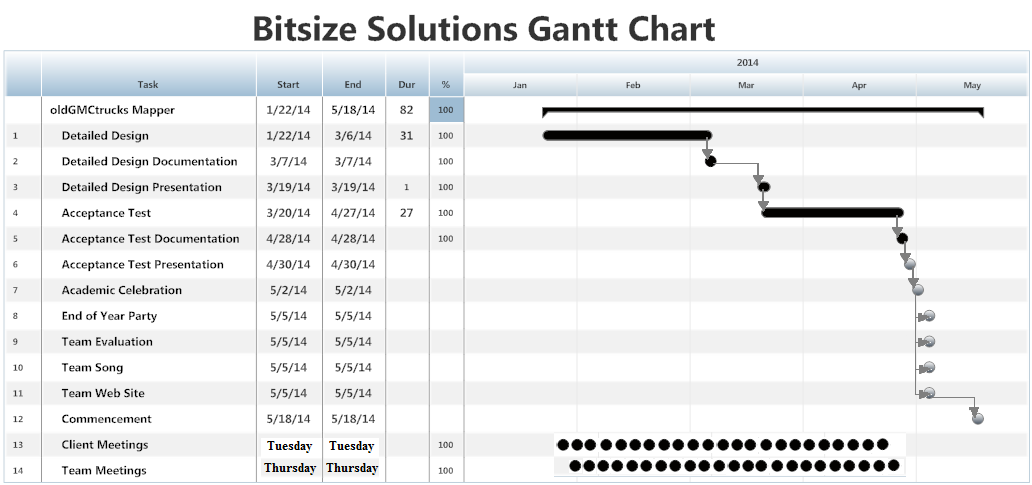 Bitsize Solutions Gantt Chart
2014
Task Start End Dur % Jan Feb Mar Apr May
oldGMCtrucks Mapper 1/22/14 5/18/14 82 100
1 Detailed Design 1/22/14 3/6/14 31 100
2 Detailed Design Documentation 3/7/14 3/7/14 100
3 Detailed Design Presentation 3/19/14 3/19/14 1 100
4 Acceptance Test 3/20/14 4/27/14 27 100
5 Acceptance Test Documentation 4/28/14 4/28/14 100
6 Acceptance Test Presentation 4/30/14 4/30/14
7 Academic Celebration 5/2/14 5/2/14
8 End of Year Party 5/5/14 5/5/14
9 Team Evaluation 5/5/14 5/5/14
10 Team Song 5/5/14 5/5/14
11 Team Web Site 5/5/14 5/5/14
12 Commencement 5/18/14 5/18/14
13 Client Meetings Tuesday Tuesday 100
14 Team Meetings Thursday Thursday 100